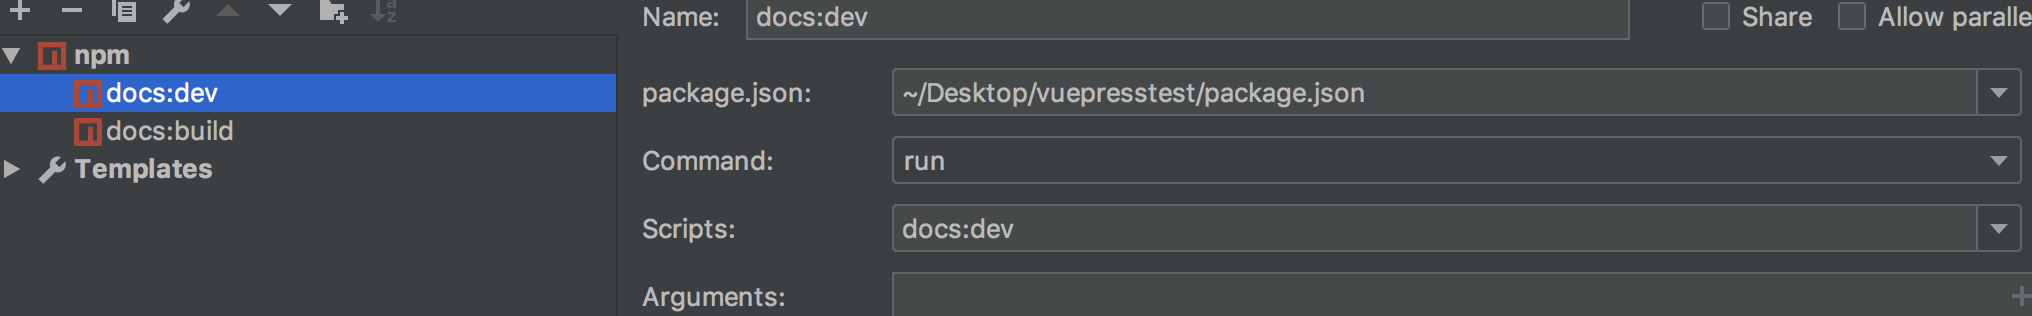 Name: docs:dev Share
npm
docs:dev
docs:build
Templates
package.json: ~/Desktop/vuepresstest/package.json
Command: run
Scripts: docs:dev
Arguments:
Allow paralle